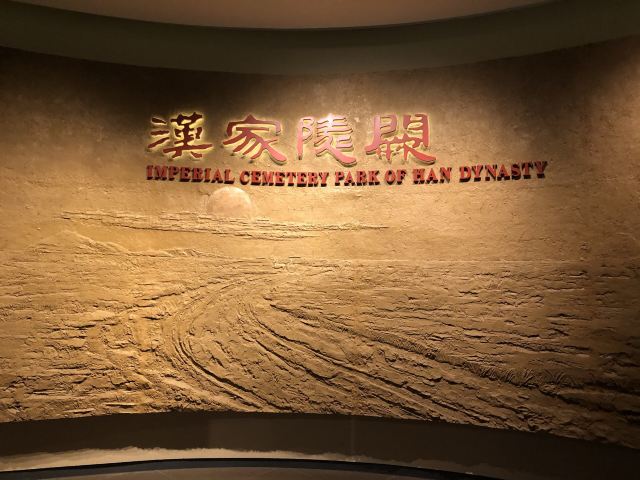 漢家陵闕
IMPERIAL CEMETERY PARK OF HAN DYNASTY